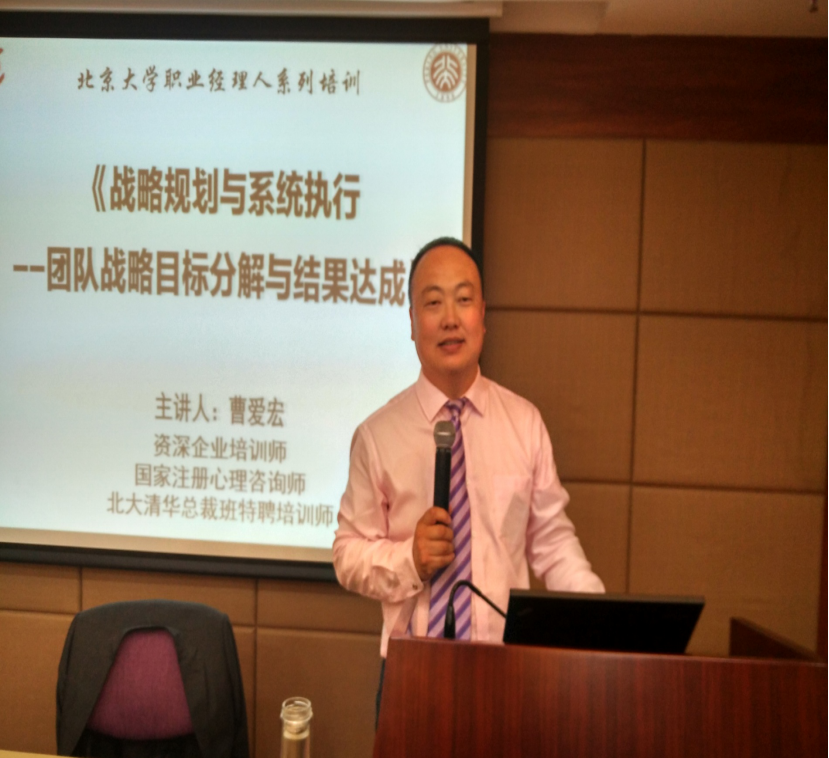 北京大学职业经理人系列培训
《战略规划与系统执行
--团队战略目标分解与结果达成
主讲人：曹爱宏
资深企业培训师
国家注册心理咨询师
北大清华总裁班特聘培训师